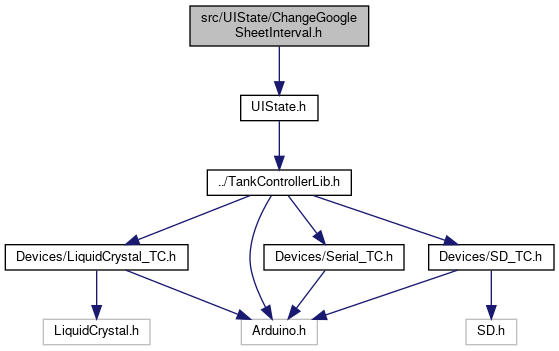 src/UIState/ChangeGoogle
SheetInterval.h
UIState.h
../TankControllerLib.h
Devices/LiquidCrystal_TC.h
Devices/Serial_TC.h
Devices/SD_TC.h
LiquidCrystal.h
Arduino.h
SD.h